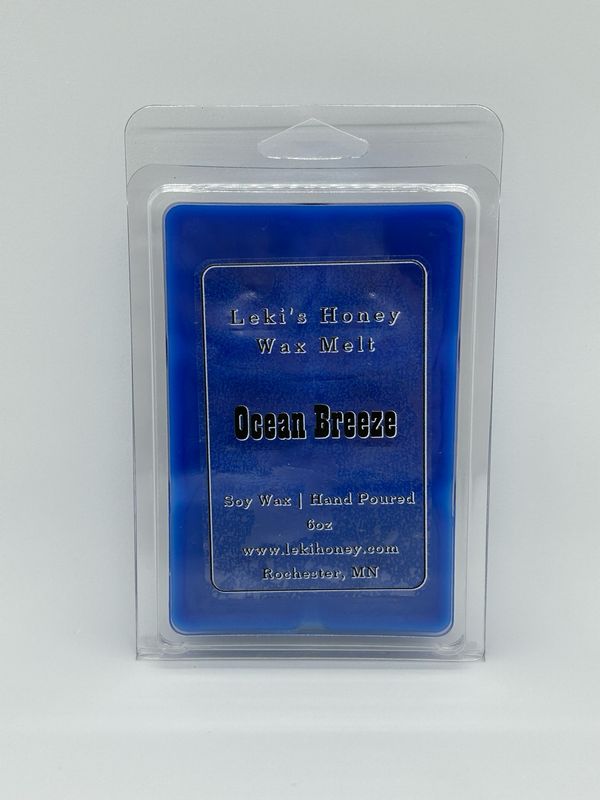 Leki's Honey
Wax Melt
Ocean Breeze
Soy Wax | Hand Poured
6oz
www.lekihoney.com
Rochester, MN